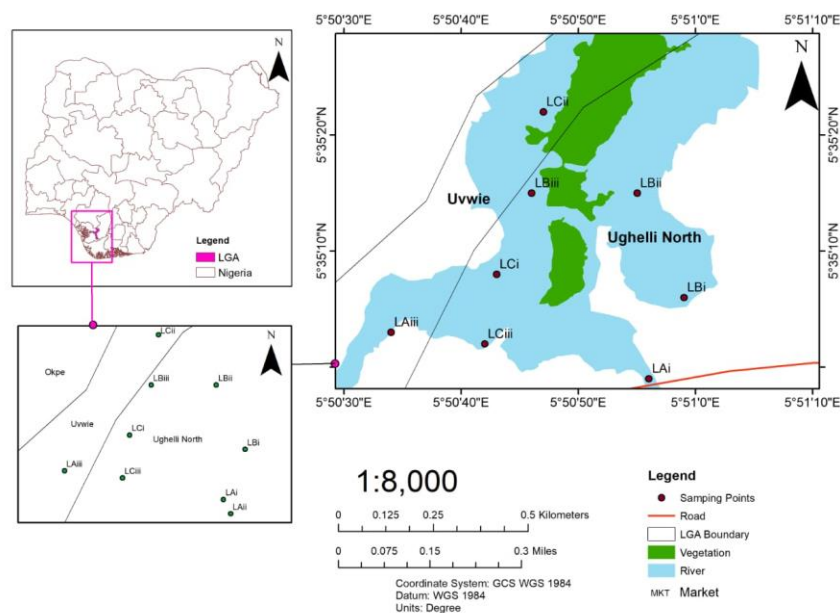 N
Legend
LGA
Nigeria
N
LCii
Okpe
LBiii
LBii
Uvwie
LCi
Ughelli North
LBi
LAiii
LCiii
LAi
LAii
5°50'30"E 5°50'40"E 5°50'50"E 5°51'0"E 5°51'10"E
N
LCii
5°35'20"N 5°35'20"N
LBiii LBii
Uvwie
Ughelli North
5°35'10"N 5°35'10"N
LCi
LBi
LAiii
LCiii
LAi
5°50'30"E 5°50'40"E 5°50'50"E 5°51'0"E 5°51'10"E
1:8,000
0 0.125 0.25 0.5 Kilometers
0 0.075 0.15 0.3 Miles
Coordinate System: GCS WGS 1984
Datum: WGS 1984
Units: Degree
Legend
Samping Points
Road
LGA Boundary
Vegetation
River
MKT Market